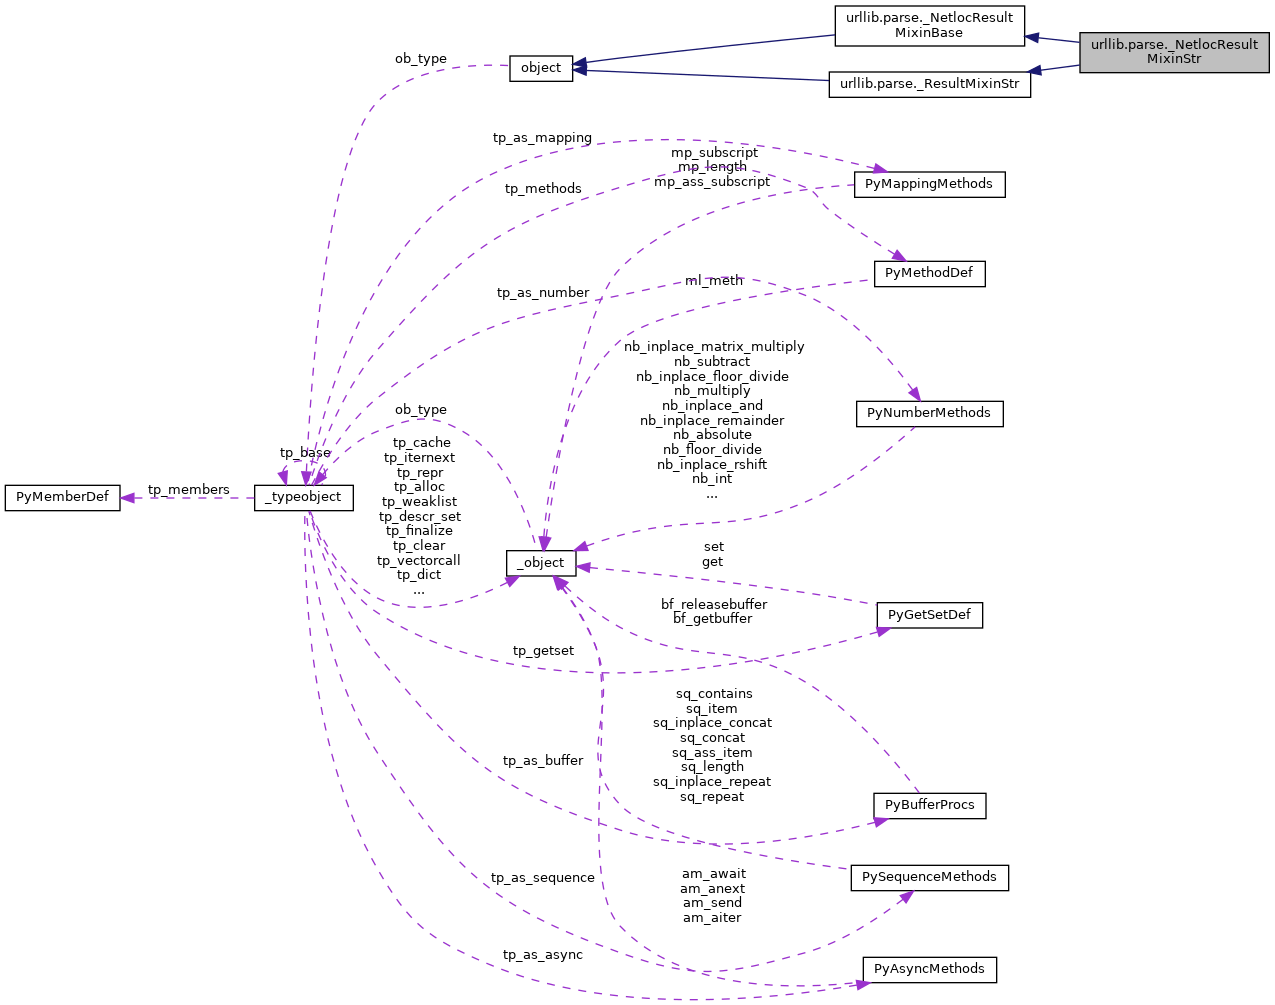 urllib.parse._NetlocResult
MixinBase
urllib.parse._NetlocResult
MixinStr
ob_type
object
urllib.parse._ResultMixinStr
tp_as_mapping
mp_subscript
mp_length
mp_ass_subscript
PyMappingMethods
tp_methods
PyMethodDef
ml_meth
tp_as_number
nb_inplace_matrix_multiply
nb_subtract
nb_inplace_floor_divide
nb_multiply
nb_inplace_and
nb_inplace_remainder
nb_absolute
nb_floor_divide
nb_inplace_rshift
nb_int
...
PyNumberMethods
ob_type
tp_cache
tp_iternext
tp_repr
tp_alloc
tp_weaklist
tp_descr_set
tp_finalize
tp_clear
tp_vectorcall
tp_dict
...
tp_base
PyMemberDef
tp_members
_typeobject
_object
set
get
bf_releasebuffer
bf_getbuffer
PyGetSetDef
tp_getset
sq_contains
sq_item
sq_inplace_concat
sq_concat
sq_ass_item
sq_length
sq_inplace_repeat
sq_repeat
tp_as_buffer
PyBufferProcs
tp_as_sequence
am_await
am_anext
am_send
am_aiter
PySequenceMethods
tp_as_async
PyAsyncMethods